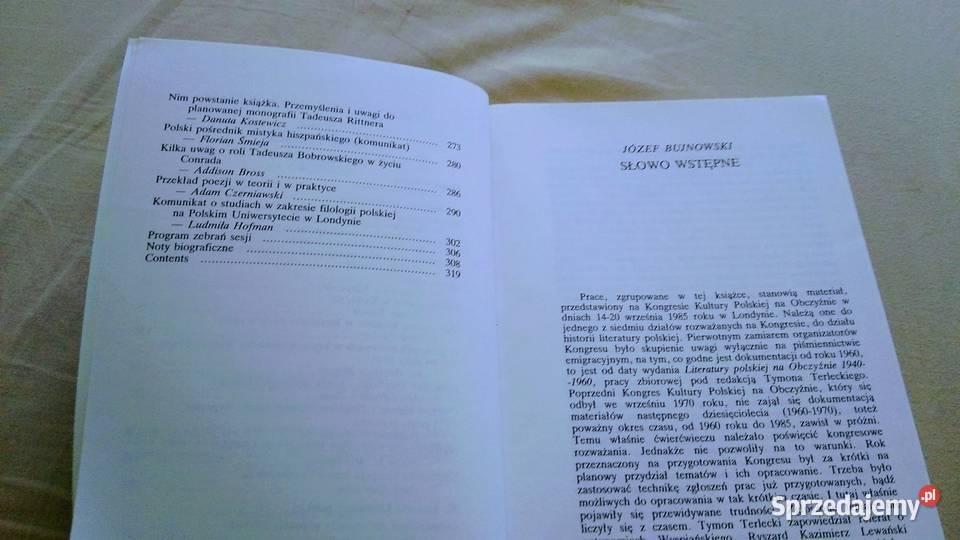 Nim powstanie książka. Przemyślenia i uwagi do
planowanej monografii Tadeusza Rittnera
— Danuta Kostewicz ........ 273
Polski pośrednik mistyka hiszpańskiego (komunikat)
— Florian Śmieja ........ 280
Kilka uwag o roli Tadeusza Bobrowskiego w życiu
Conrada
— Addison Bross ........ 286
Przekład poezji w teorii i w praktyce
— Adam Czerniawski ........ 290
Komunikat o studiach w zakresie filologii polskiej
na Polskim Uniwersytecie w Londynie
— Ludmiła Hofman ........ 302
Program zebrań sesji ........ 306
Noty biograficzne ........ 308
Contents ........ 319
JÓZEF BUJNOWSKI
SŁOWO WSTĘPNE
Prace, zgrupowane w tej książce, stanowią materiał,
przedstawiony na Kongresie Kultury Polskiej na Obczyźnie w
dniach 14-20 września 1985 roku w Londynie. Należą one do
jednego z siedmiu działów rozważanych na Kongresie, do działu
historii literatury polskiej. Pierwotnym zamiarem organizatorów
Kongresu było skupienie uwagi wyłącznie na piśmiennictwie
emigracyjnym, na tym, co godne jest dokumentacji od roku 1960,
to jest od daty wydania Literatury polskiej na Obczyźnie 1940-
-1960, pracy zbiorowej pod redakcją Tymona Terleckiego.
Poprzedni Kongres Kultury Polskiej na Obczyźnie, który się
odbył we wrześniu 1970 roku, nie zajął się dokumentacją
materiałów następnego dziesięciolecia (1960-1970), toteż
poważny okres czasu, od 1960 roku do 1985, zawisł w próżni.
Temu właśnie ćwierćwieczu należało poświęcić kongresowe
rozważania. Jednakże nie pozwoliły na to warunki. Rok
przeznaczony na przygotowania Kongresu był za krótki na
planowy przydział tematów i ich opracowanie. Trzeba było
zastosować technikę zgłoszeń prac już przygotowanych, bądź
możliwych do opracowania w tak krótkim czasie. I tutaj właśnie
pojawiły się przewidywane trudności.
liczyły się z czasem. Tymon Terlecki zapowiedział referat o
Wyspiańskiego. Ryszard Kazimierz Lewański
Sprzedajemy.pl